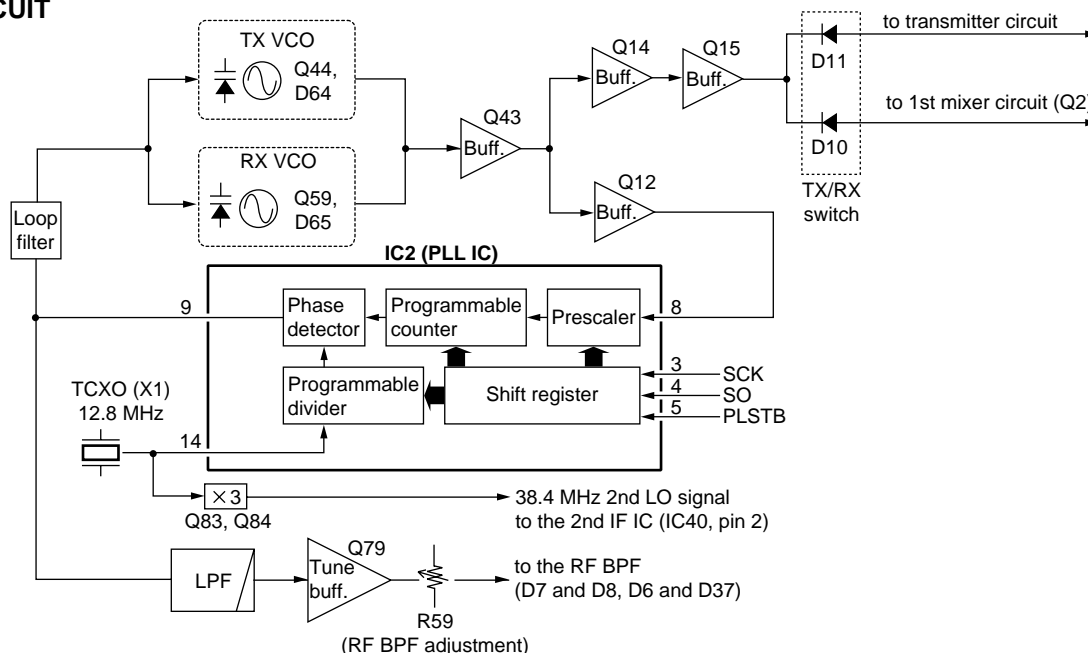 CUIT
TX VCO
Q44,
D64
RX VCO
Q59,
D65
Loop
filter
Q43
Buff.
Q14
Buff.
Q15
Buff.
Q12
Buff.
D11
D10
TX/RX
switch
to transmitter circuit
to 1st mixer circuit (Q2)
IC2 (PLL IC)
9
Phase
detector
Programmable
counter
Prescaler
8
Programmable
divider
Shift register
3
SCK
4
SO
5
PLSTB
TCXO (X1)
12.8 MHz
14
×3
Q83, Q84
38.4 MHz 2nd LO signal
to the 2nd IF IC (IC40, pin 2)
LPF
Q79
Tune
buff.
R59
(RF BPF adjustment)
to the RF BPF
(D7 and D8, D6 and D37)